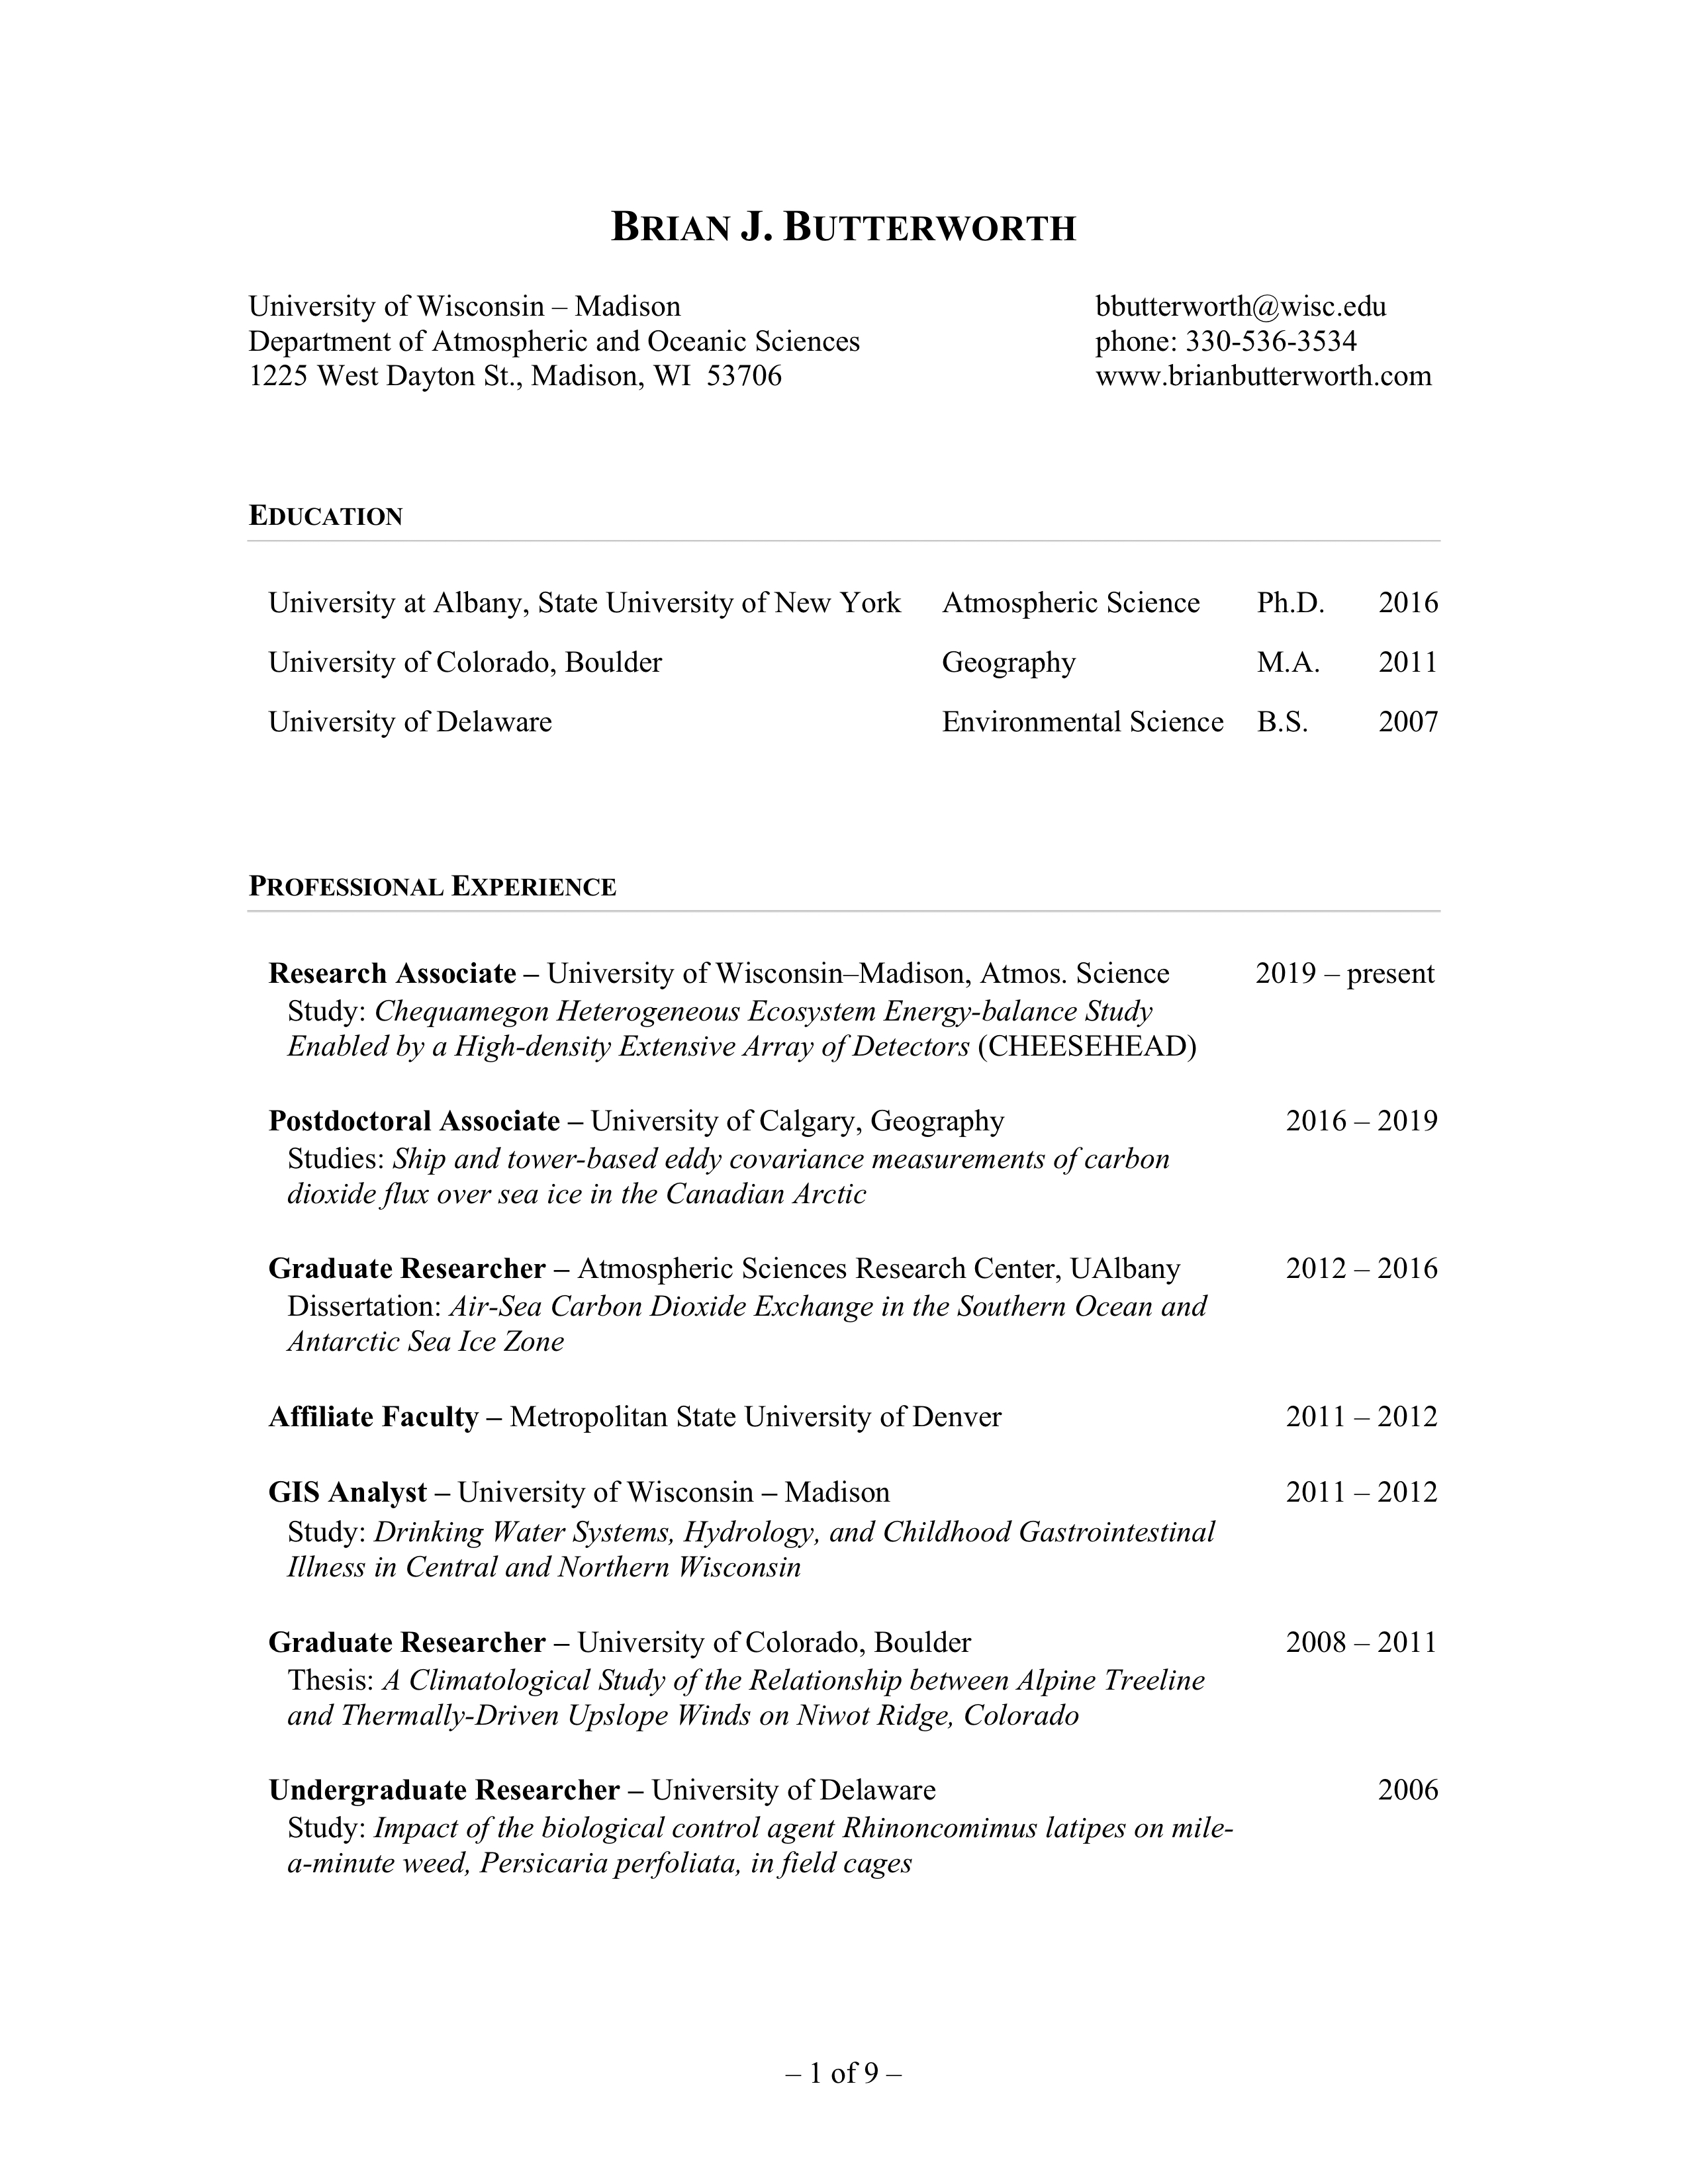 BRIAN J. BUTTERWORTH
University of Wisconsin – Madison bbutterworth@wisc.edu
Department of Atmospheric and Oceanic Sciences phone: 330-536-3534
1225 West Dayton St., Madison, WI 53706 www.brianbutterworth.com
EDUCATION
University at Albany, State University of New York Atmospheric Science Ph.D. 2016
University of Colorado, Boulder Geography M.A. 2011
University of Delaware Environmental Science B.S. 2007
PROFESSIONAL EXPERIENCE
Research Associate – University of Wisconsin–Madison, Atmos. Science 2019 – present
Study: Chequamegon Heterogeneous Ecosystem Energy-balance Study
Enabled by a High-density Extensive Array of Detectors (CHEESEHEAD)
Postdoctoral Associate – University of Calgary, Geography 2016 – 2019
Studies: Ship and tower-based eddy covariance measurements of carbon
dioxide flux over sea ice in the Canadian Arctic
Graduate Researcher – Atmospheric Sciences Research Center, UAlbany 2012 – 2016
Dissertation: Air-Sea Carbon Dioxide Exchange in the Southern Ocean and
Antarctic Sea Ice Zone
Affiliate Faculty – Metropolitan State University of Denver 2011 – 2012
GIS Analyst – University of Wisconsin – Madison 2011 – 2012
Study: Drinking Water Systems, Hydrology, and Childhood Gastrointestinal
Illness in Central and Northern Wisconsin
Graduate Researcher – University of Colorado, Boulder 2008 – 2011
Thesis: A Climatological Study of the Relationship between Alpine Treeline
and Thermally-Driven Upslope Winds on Niwot Ridge, Colorado
Undergraduate Researcher – University of Delaware 2006
Study: Impact of the biological control agent Rhinoncomimus latipes on mile-
a-minute weed, Persicaria perfoliata, in field cages
– 1 of 9 –